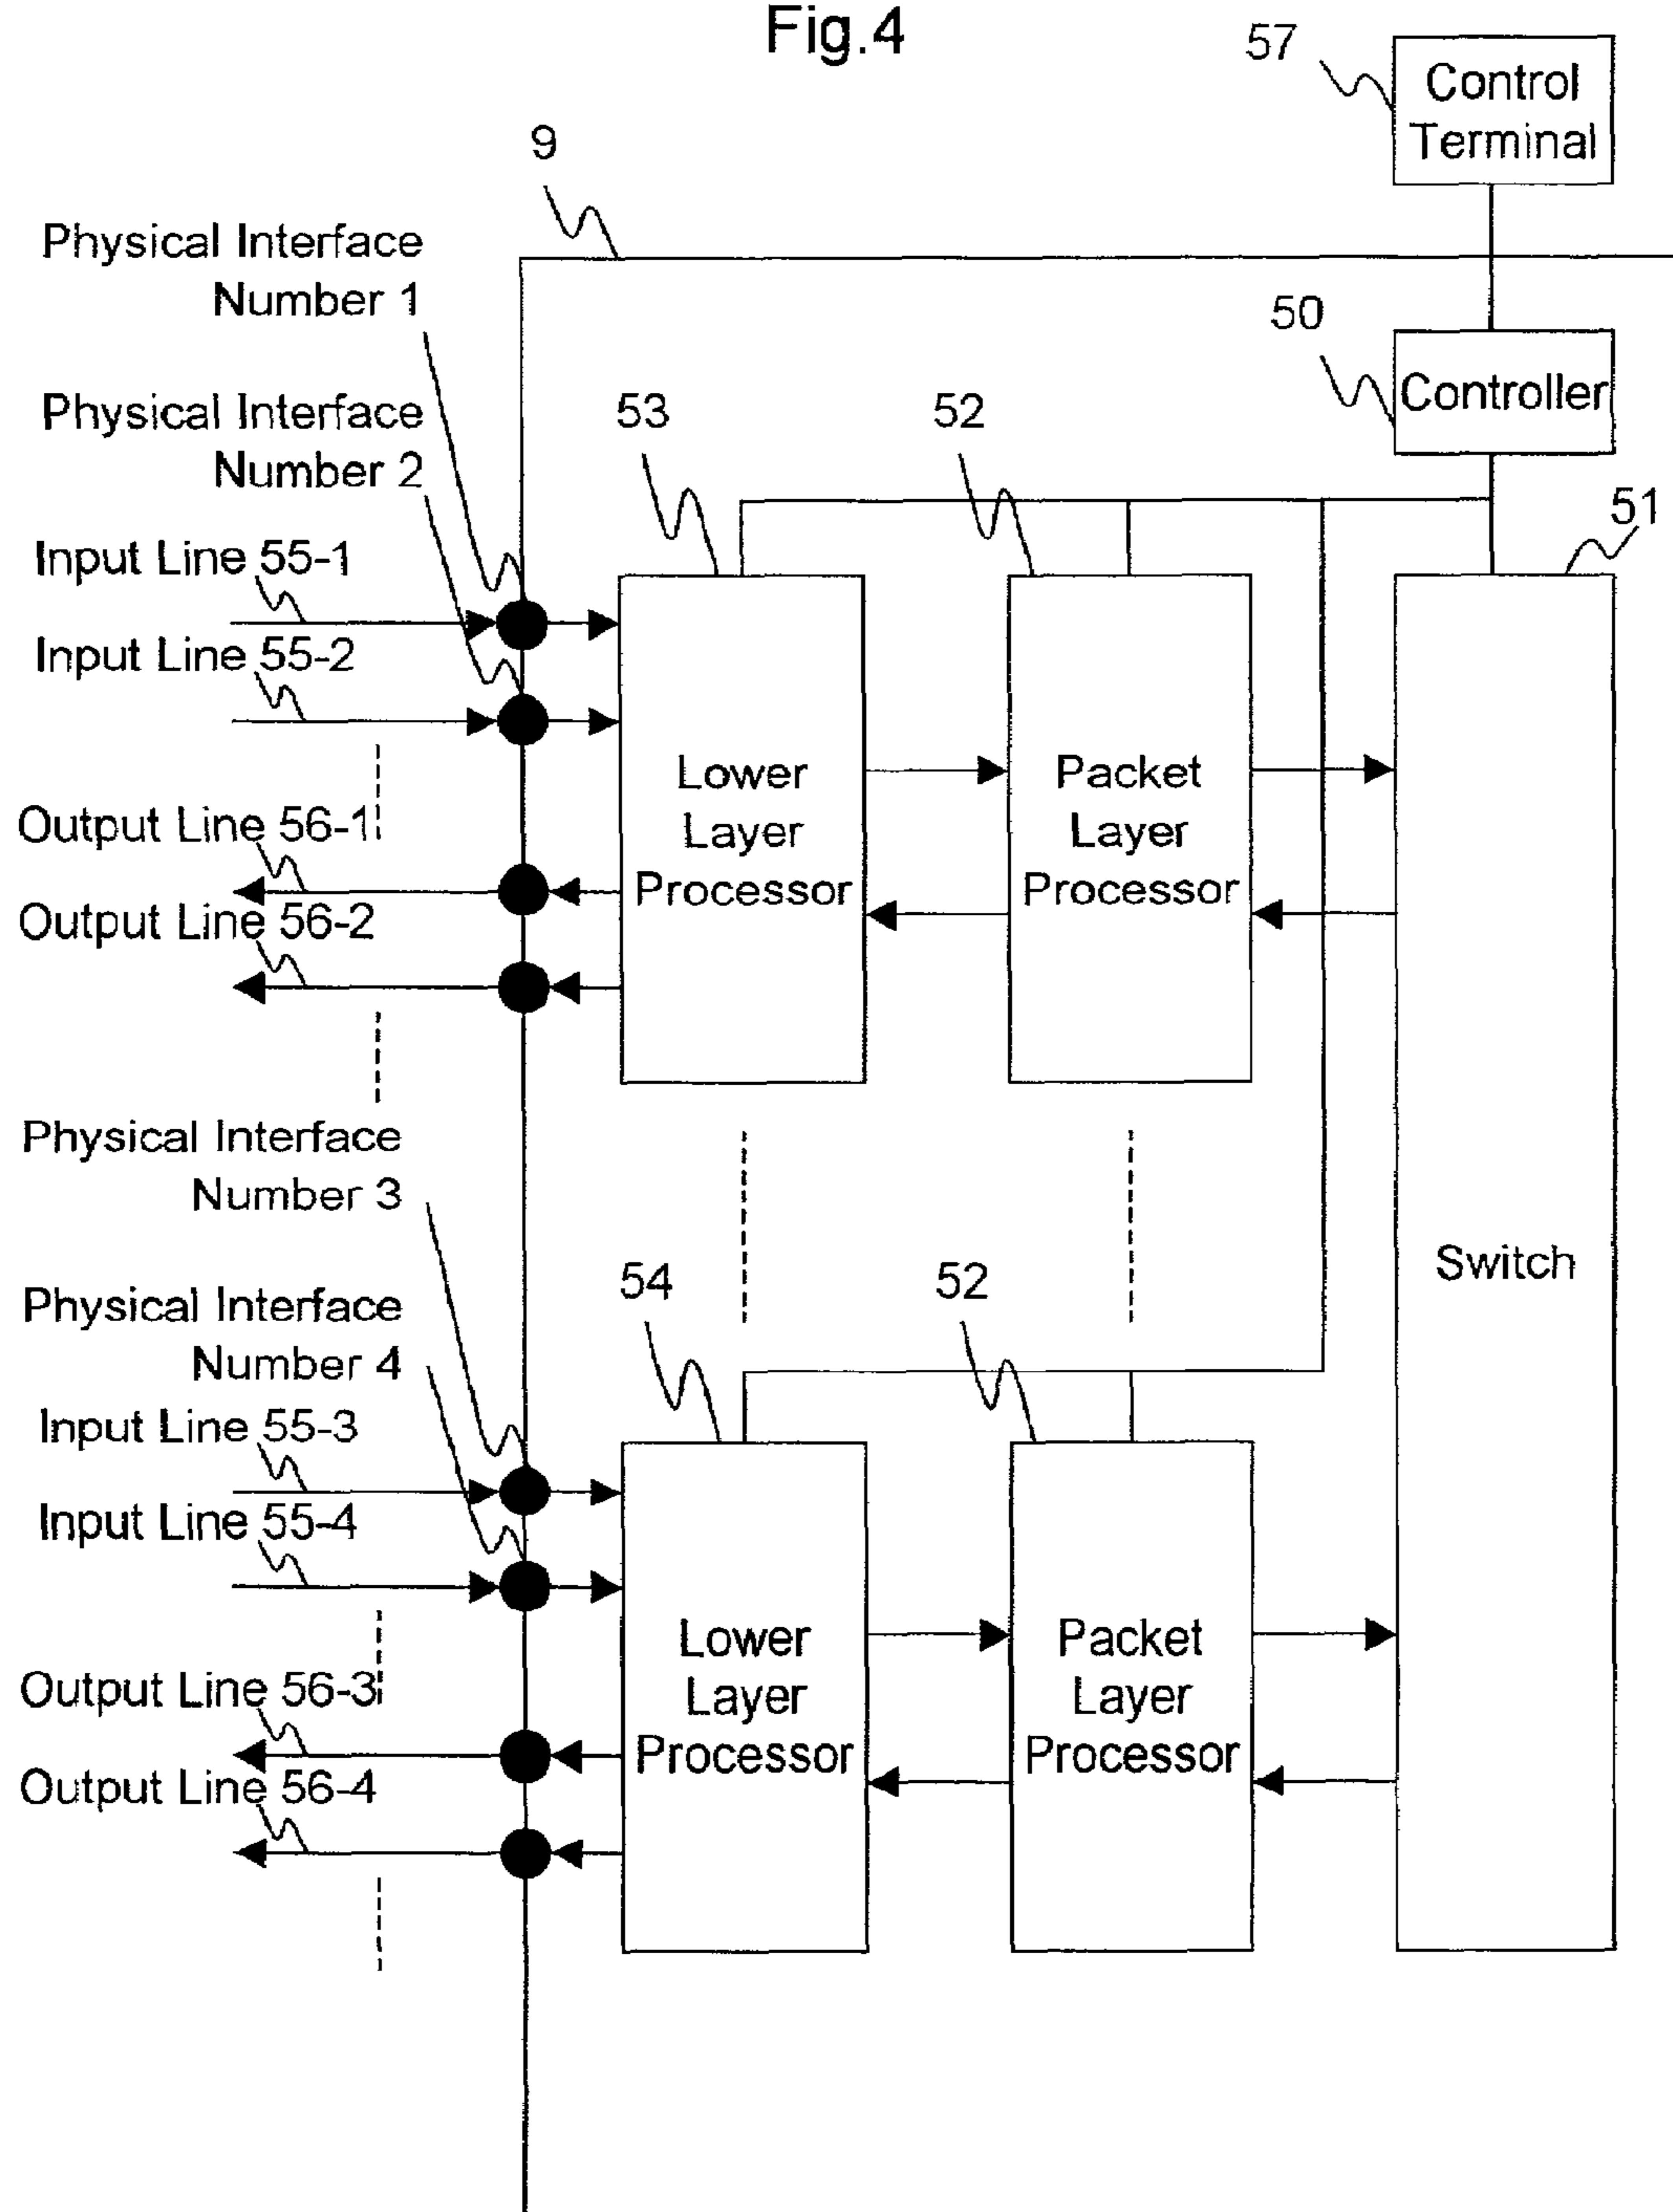 Fig.4
57
Control
Terminal
9
Physical Interface
Number 1
50
Controller
Physical Interface
Number 2
53
52
51
Input Line 55-1
Input Line 55-2
Lower
Layer
Processor
Packet
Layer
Processor
Output Line 56-1
Output Line 56-2
Physical Interface
Number 3
Switch
54
52
Physical Interface
Number 4
Input Line 55-3
Input Line 55-4
Lower
Layer
Processor
Packet
Layer
Processor
Output Line 56-3
Output Line 56-4